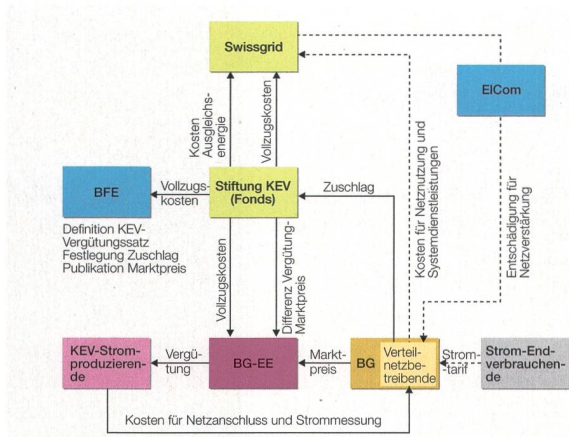 Swissgrid
ElCom
Kosten
Ausgleichs-
energie
Vollzugskosten
Kosten für Netznutzung und
Systemdienstleistungen
Entschädigung für
Netzverstärkung
BFE
Vollzugs-
kosten
Stiftung KEV
(Fonds)
Zuschlag
Definition KEV-
Vergütungssatz
Festlegung Zuschlag
Publikation Marktpreis
Vollzugskosten
Differenz Vergütung-
Marktpreis
KEV-Strom-
produzieren-
de
Vergü-
tung
BG-EE
Markt-
preis
BG
Verteil-
netzbe-
treibende
Strom-
tarif
Strom-End-
verbrauchen-
de
Kosten für Netzanschluss und Strommessung